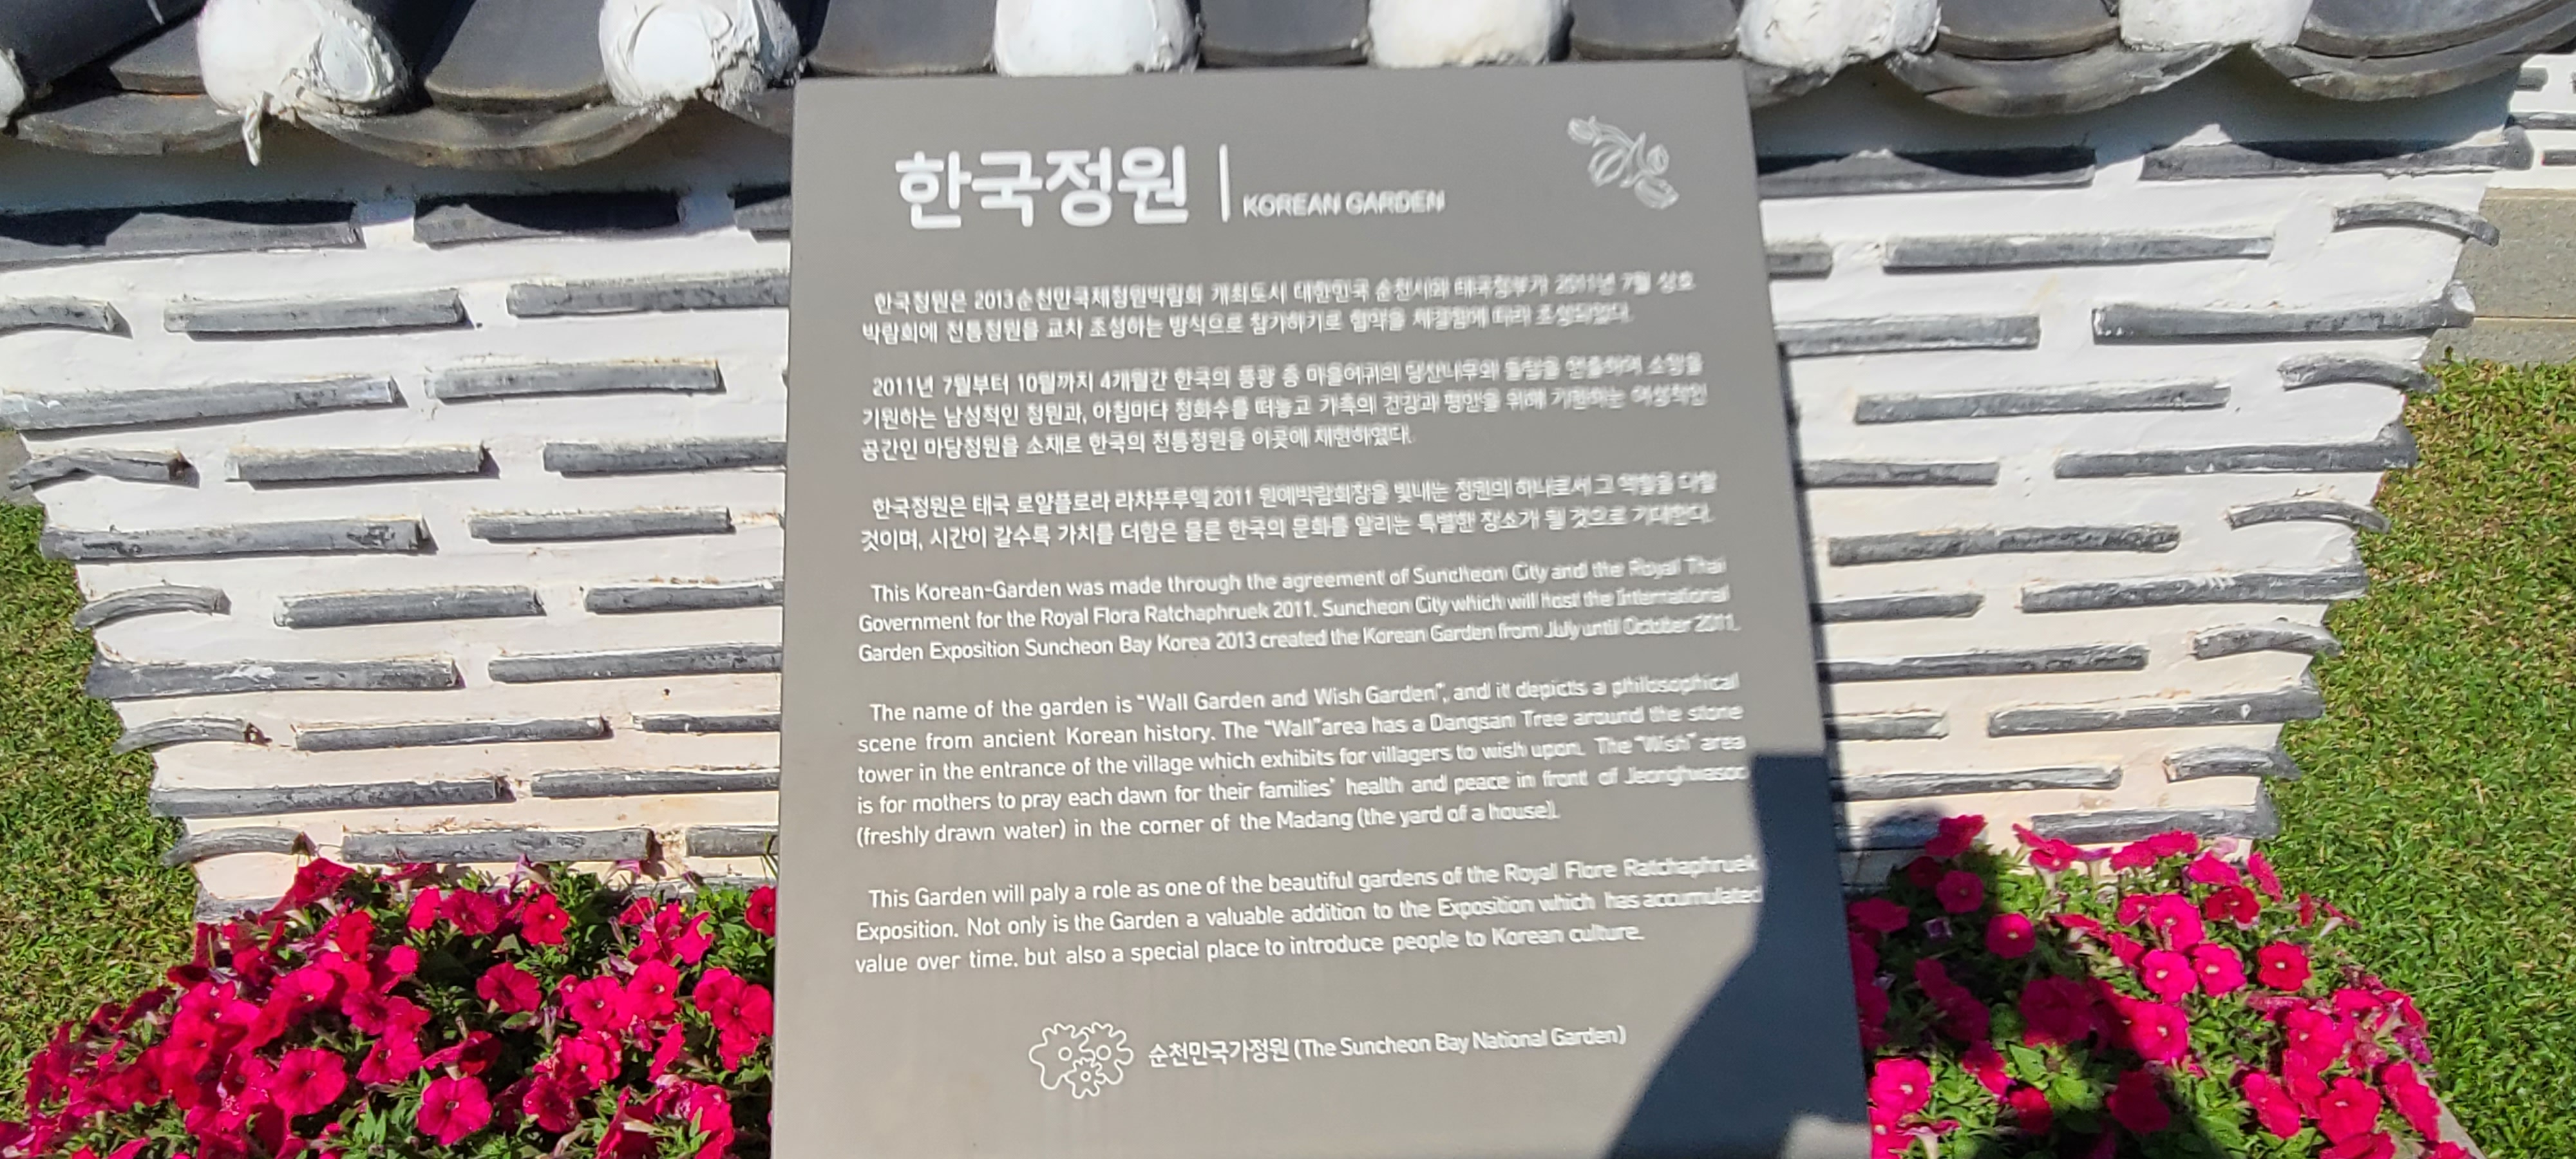 한국정원 | KOREAN GARDEN
한국정원은 2013순천만국제정원박람회 개최도시 대한민국 순천시와 태국정부가 2011년 7월 상호
박람회에 전통정원을 교차 조성하는 방식으로 참가하기로 협약을 체결함에 따라 조성되었다.
2011년 7월부터 10월까지 4개월간 한국의 풍광 중 마을어귀의 당산나무와 돌탑을 연출하여 소망을
기원하는 남성적인 정원과, 아침마다 정화수를 떠놓고 가족의 건강과 평안을 위해 기원하는 여성적인
공간인 마당정원을 소재로 한국의 전통정원을 이곳에 재현하였다.
한국정원은 태국 로얄플로라 라차푸루엑 2011 원예박람회장을 빛내는 정원의 하나로서 그 역할을 다할
것이며, 시간이 갈수록 가치를 더함은 물론 한국의 문화를 알리는 특별한 장소가 될 것으로 기대한다.
This Korean-Garden was made through the agreement of Suncheon City and the Royal Thai
Government for the Royal Flora Ratchaphruek 2011. Suncheon City which will host the International
Garden Exposition Suncheon Bay Korea 2013 created the Korean Garden from July until October 2011.
The name of the garden is “Wall Garden and Wish Garden”, and it depicts a philosophical
scene from ancient Korean history. The “Wall”area has a Dangsan Tree around the stone
tower in the entrance of the village which exhibits for villagers to wish upon. The “Wish” area
is for mothers to pray each dawn for their families’ health and peace in front of Jeonghwasoo
(freshly drawn water) in the corner of the Madang (the yard of a house).
This Garden will paly a role as one of the beautiful gardens of the Royal Flore Ratchaphruek
Exposition. Not only is the Garden a valuable addition to the Exposition which has accumulated
value over time. but also a special place to introduce people to Korean culture.
순천만국가정원 (The Suncheon Bay National Garden)